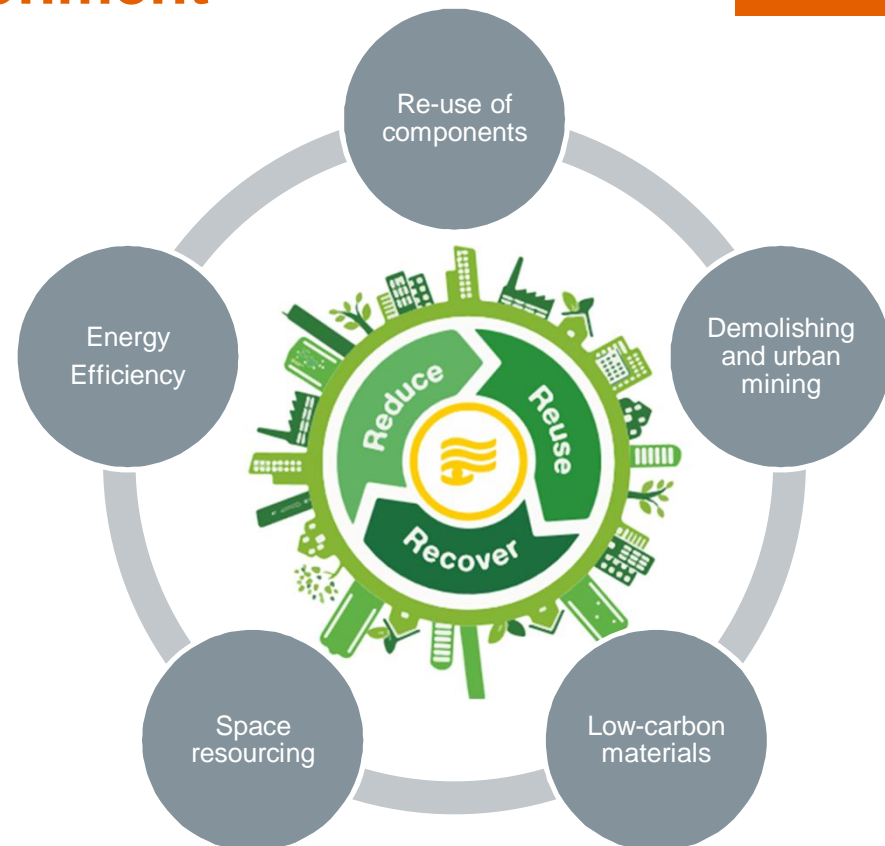 Re-use of
components
Energy
Efficiency
Demolishing
and urban
mining
Reduce
Reuse
Recover
Space
resourcing
Low-carbon
materials